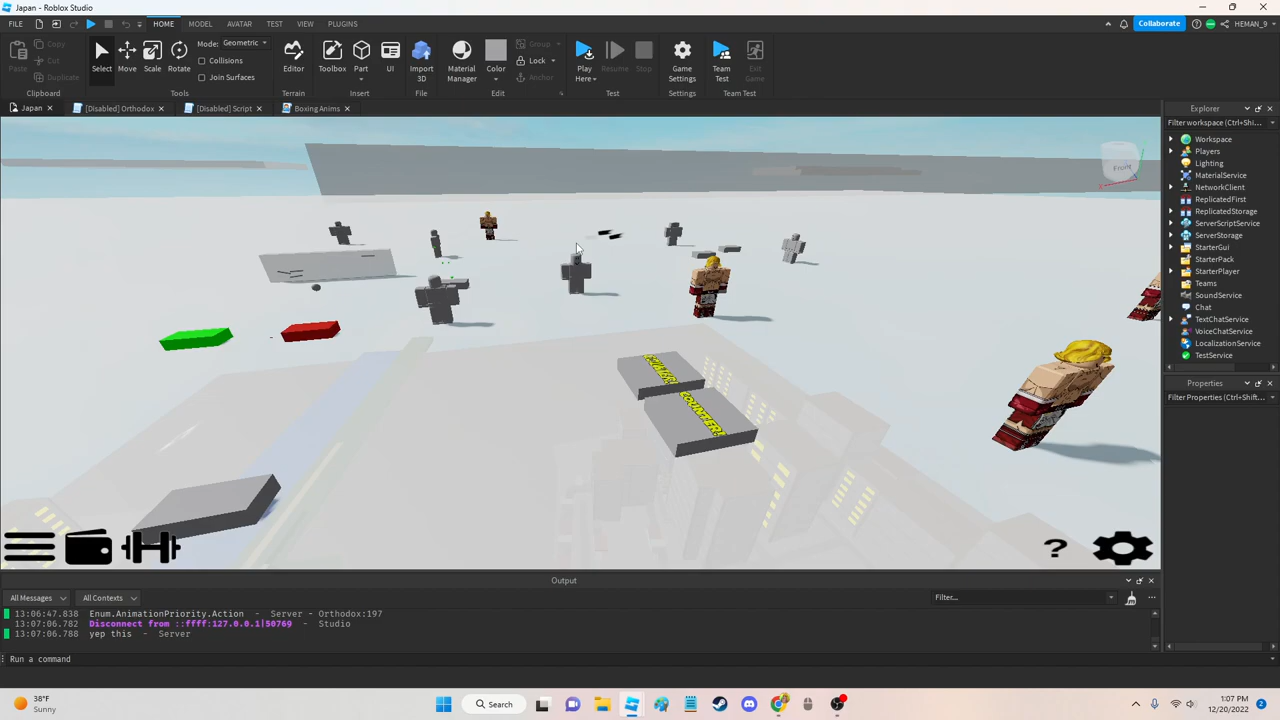 Japan - Roblox Studio
FILE HOME MODEL AVATAR TEST VIEW PLUGINS Collaborate HEMAN_9
Paste Copy Cut Duplicate Select Move Scale Rotate Mode: Geometric Collisions Join Surfaces Editor Toolbox Part UI Import 3D Material Manager Color Group Lock Anchor Play Here Resume Stop Game Settings Team Test Exit Game
Clipboard Tools Terrain Insert File Edit Test Settings Team Test
Japan [Disabled] Orthodox [Disabled] Script Boxing Anims
Explorer
Filter workspace (Ctrl+Shi...
Workspace
Players
Lighting
MaterialService
NetworkClient
ReplicatedFirst
ReplicatedStorage
ServerScriptService
ServerStorage
StarterGui
StarterPack
StarterPlayer
Teams
SoundService
Chat
TextChatService
VoiceChatService
LocalizationService
TestService
Properties
Filter Properties (Ctrl+Shift...
Front
COUNTER!
COUNTER!
?
Output
All Messages All Contexts Filter...
13:06:47.838 Enum.AnimationPriority.Action - Server - Orthodox:197
13:07:06.782 Disconnect from ::ffff:127.0.0.1|50769 - Studio
13:07:06.788 yep this - Server
Run a command
38°F
Sunny
Search
1:07 PM
12/20/2022
2